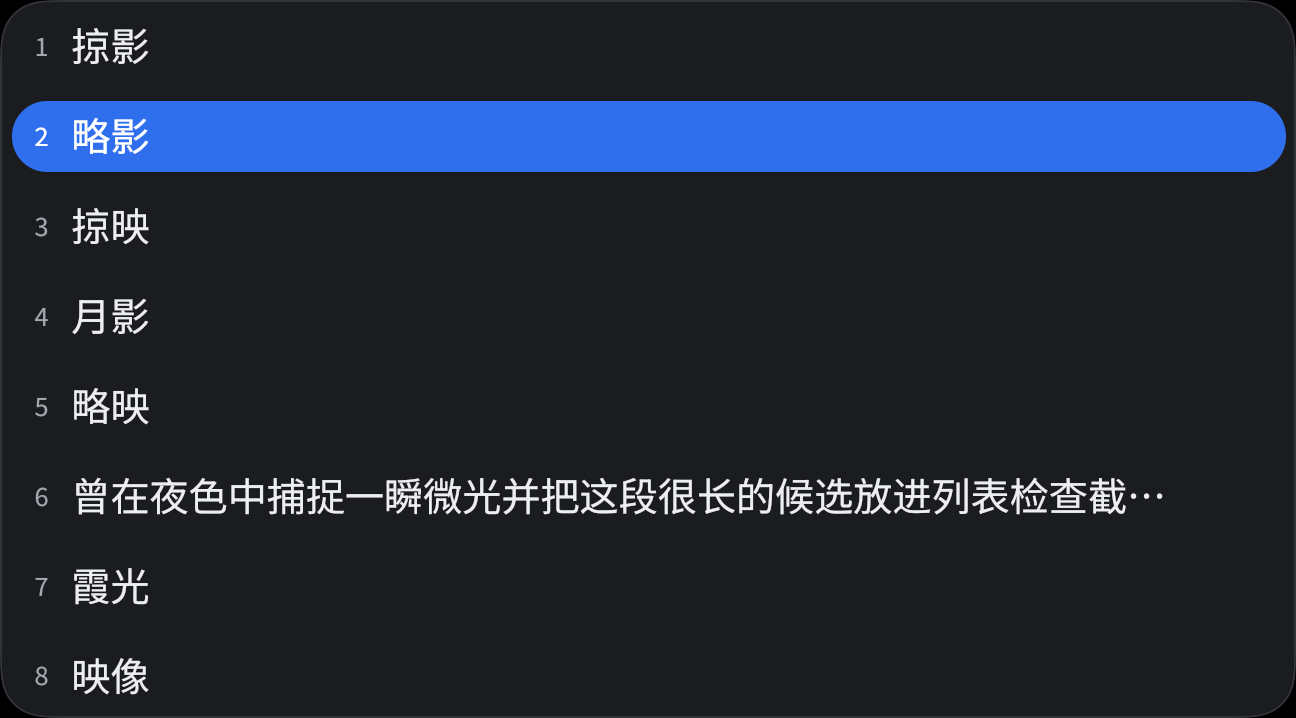 1 掠影
2 略影
3 掠映
4 月影
5 略映
6 曾在夜色中捕捉一瞬微光并把这段很长的候选放进列表检查截…
7 霞光
8 映像